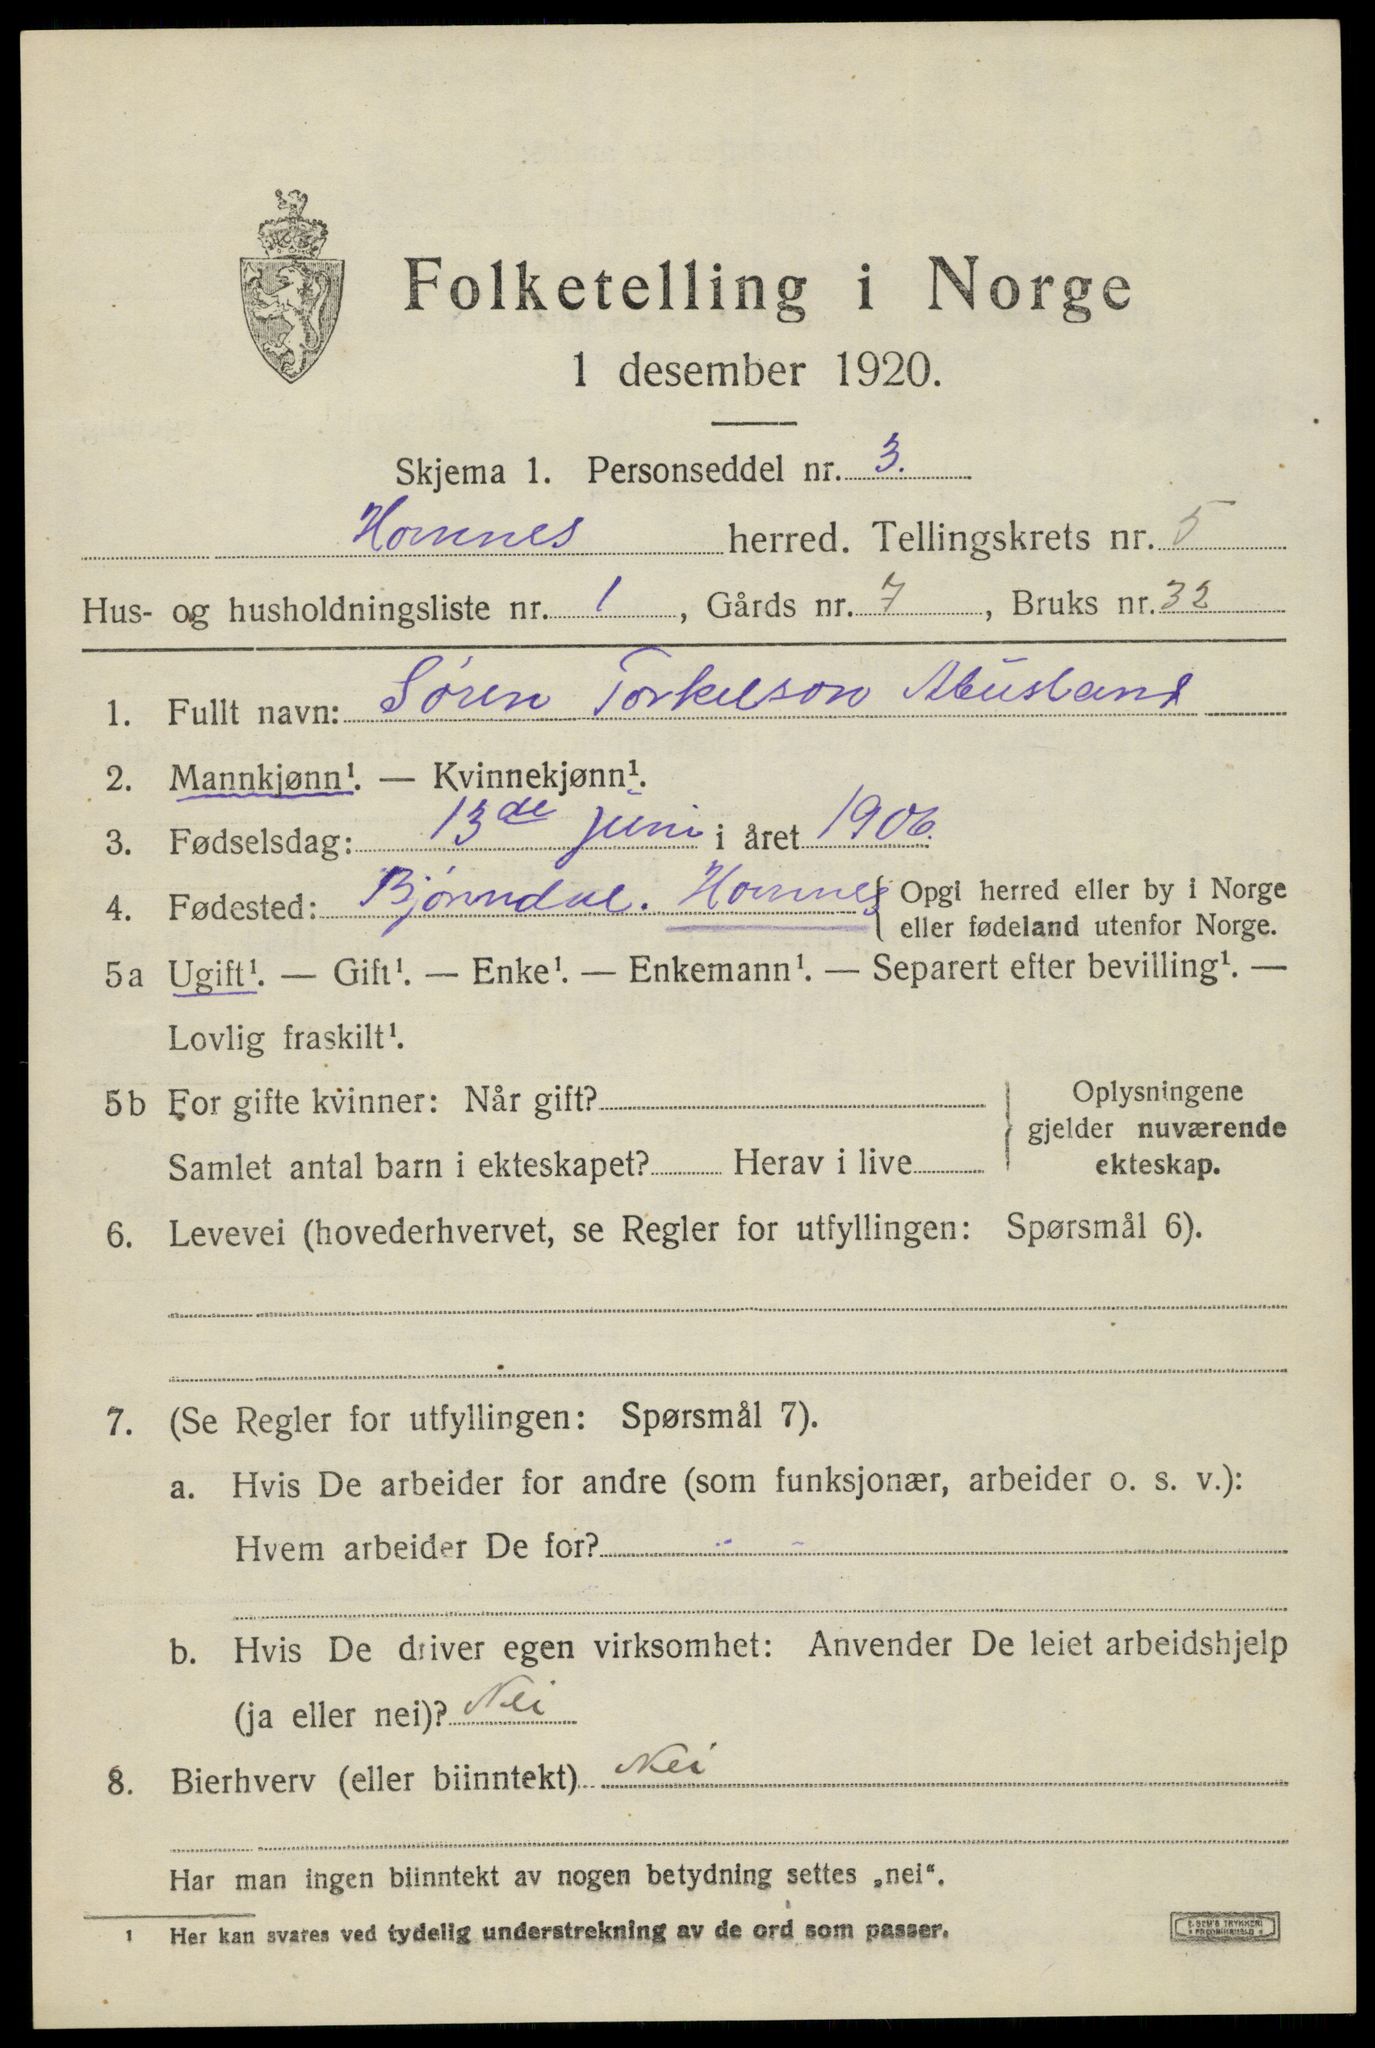 Folketelling i Norge
1 desember 1920.
Skjema 1. Personseddel nr. 3.
Hornnes herred. Tellingskrets nr. 5
Hus- og husholdningsliste nr. 1, Gårds nr. 7, Bruks nr. 32
1. Fullt navn: Søren Torkelson Abusland
2. Mannkjønn¹. — Kvinnekjønn¹.
3. Fødselsdag: 13de juni i året 1906.
4. Fødested: Bjørndal. Hornnes { Opgi herred eller by i Norge
eller fødeland utenfor Norge.
5a Ugift¹. — Gift¹. — Enke¹. — Enkemann¹. — Separert efter bevilling¹. —
Lovlig fraskilt¹.
5b For gifte kvinner: Når gift?
Samlet antal barn i ekteskapet? Herav i live
} Oplysningene
gjelder nuværende
ekteskap.
6. Levevei (hovederhvervet, se Regler for utfyllingen: Spørsmål 6).
7. (Se Regler for utfyllingen: Spørsmål 7).
a. Hvis De arbeider for andre (som funksjonær, arbeider o. s. v.):
Hvem arbeider De for?
b. Hvis De driver egen virksomhet: Anvender De leiet arbeidshjelp
(ja eller nei)? Nei
8. Bierhverv (eller biinntekt) Nei
Har man ingen biinntekt av nogen betydning settes „nei“.
¹ Her kan svares ved tydelig understrekning av de ord som passer.
E. SEM'S TRYKKERI
FREDRIKSHALD